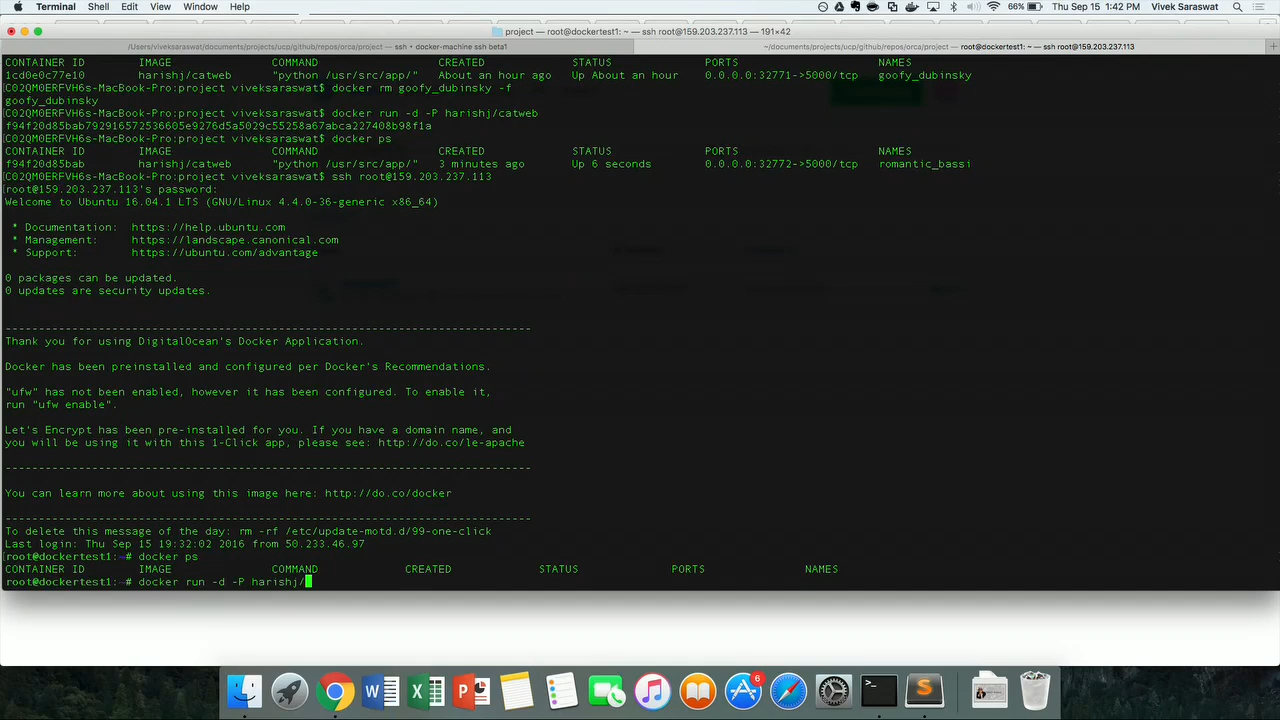 Terminal Shell Edit View Window Help 66% Thu Sep 15 1:42 PM Vivek Saraswat
project — root@dockertest1: ~ — ssh root@159.203.237.113 — 191×42
/Users/viveksaraswat/documents/projects/ucp/github/repos/orca/project — ssh • docker-machine ssh beta1 ~/documents/projects/ucp/github/repos/orca/project — root@dockertest1: ~ — ssh root@159.203.237.113
CONTAINER ID IMAGE COMMAND CREATED STATUS PORTS NAMES
1cd0e0c77e10 harishj/catweb "python /usr/src/app/" About an hour ago Up About an hour 0.0.0.0:32771->5000/tcp goofy_dubinsky
[C02QM0ERFVH6s-MacBook-Pro:project viveksaraswat$ docker rm goofy_dubinsky -f
goofy_dubinsky
[C02QM0ERFVH6s-MacBook-Pro:project viveksaraswat$ docker run -d -P harishj/catweb
f94f20d85bab792916572536605e9276d5a5029c55258a67abca227408b98f1a
[C02QM0ERFVH6s-MacBook-Pro:project viveksaraswat$ docker ps
CONTAINER ID IMAGE COMMAND CREATED STATUS PORTS NAMES
f94f20d85bab harishj/catweb "python /usr/src/app/" 3 minutes ago Up 6 seconds 0.0.0.0:32772->5000/tcp romantic_bassi
[C02QM0ERFVH6s-MacBook-Pro:project viveksaraswat$ ssh root@159.203.237.113
[root@159.203.237.113's password:
Welcome to Ubuntu 16.04.1 LTS (GNU/Linux 4.4.0-36-generic x86_64)
* Documentation: https://help.ubuntu.com
* Management: https://landscape.canonical.com
* Support: https://ubuntu.com/advantage
0 packages can be updated.
0 updates are security updates.
-------------------------------------------------------------------------------
Thank you for using DigitalOcean's Docker Application.
Docker has been preinstalled and configured per Docker's Recommendations.
"ufw" has not been enabled, however it has been configured. To enable it,
run "ufw enable".
Let's Encrypt has been pre-installed for you. If you have a domain name, and
you will be using it with this 1-Click app, please see: http://do.co/le-apache
-------------------------------------------------------------------------------
You can learn more about using this image here: http://do.co/docker
-------------------------------------------------------------------------------
To delete this message of the day: rm -rf /etc/update-motd.d/99-one-click
Last login: Thu Sep 15 19:32:02 2016 from 50.233.46.97
[root@dockertest1:~# docker ps
CONTAINER ID IMAGE COMMAND CREATED STATUS PORTS NAMES
root@dockertest1:~# docker run -d -P harishj/
6